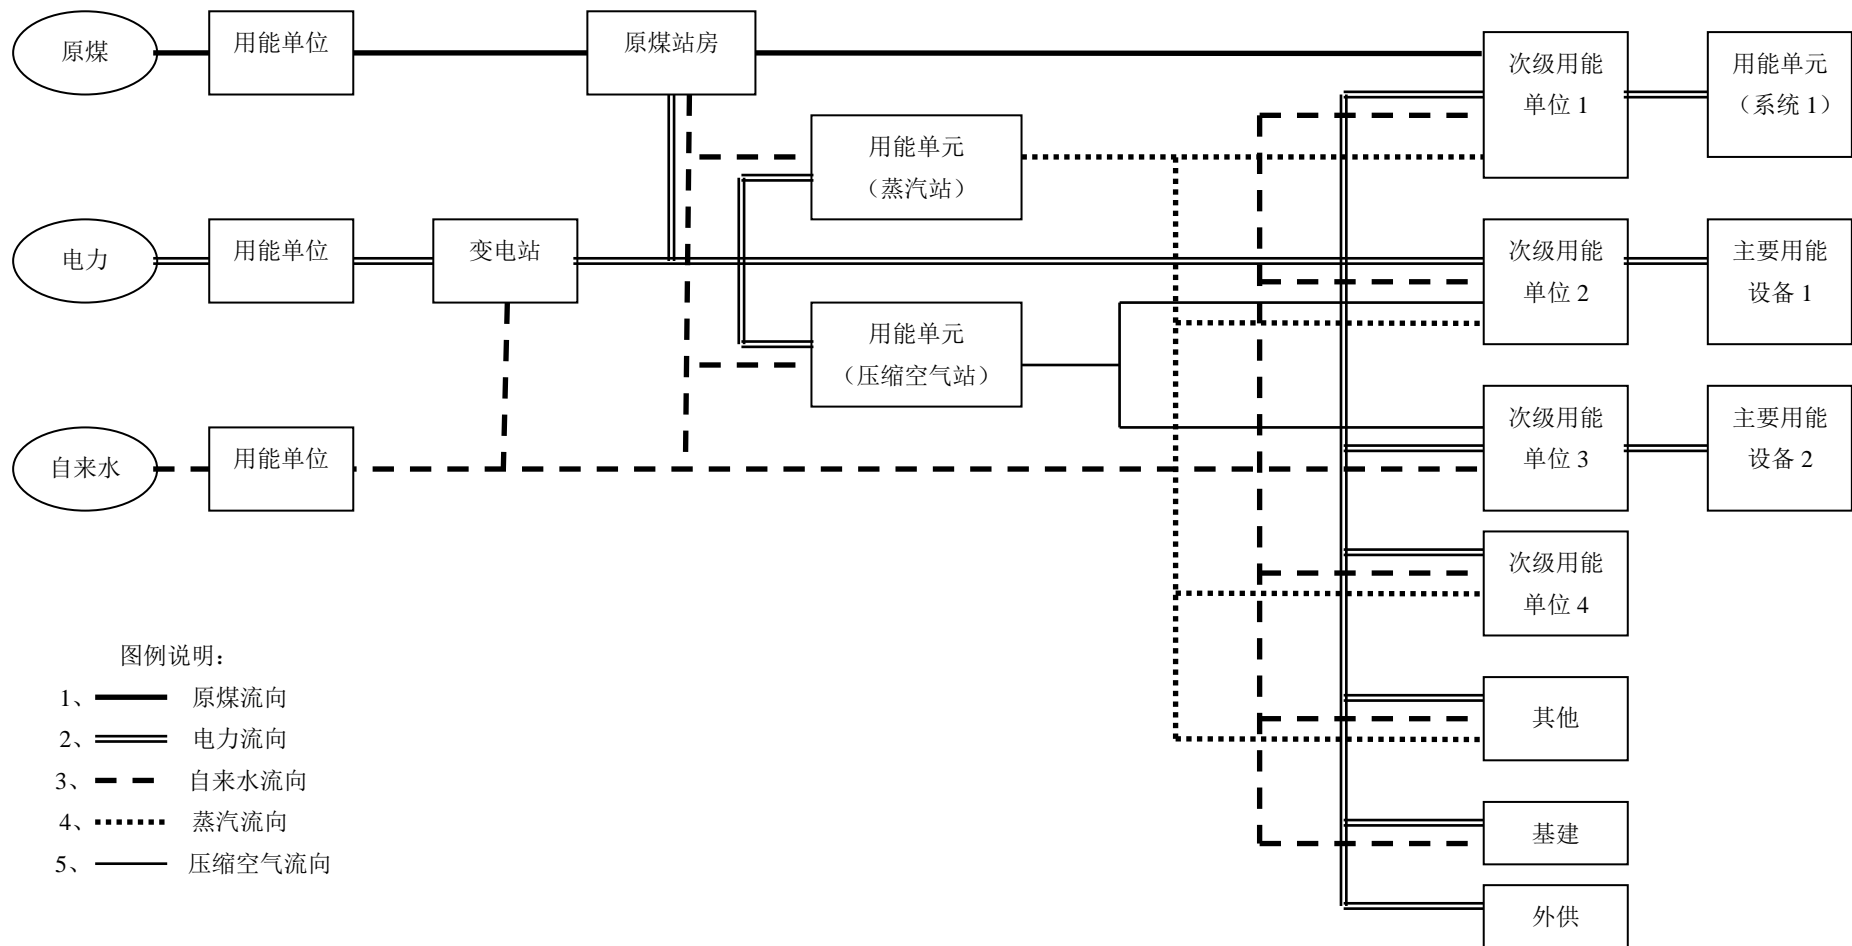 原煤
用能单位
原煤站房
次级用能
单位 1
用能单元
（系统 1）
用能单元
（蒸汽站）
电力
用能单位
变电站
次级用能
单位 2
主要用能
设备 1
用能单元
（压缩空气站）
自来水
用能单位
次级用能
单位 3
主要用能
设备 2
次级用能
单位 4
其他
基建
外供
图例说明：
1、 原煤流向
2、 电力流向
3、 自来水流向
4、 蒸汽流向
5、 压缩空气流向